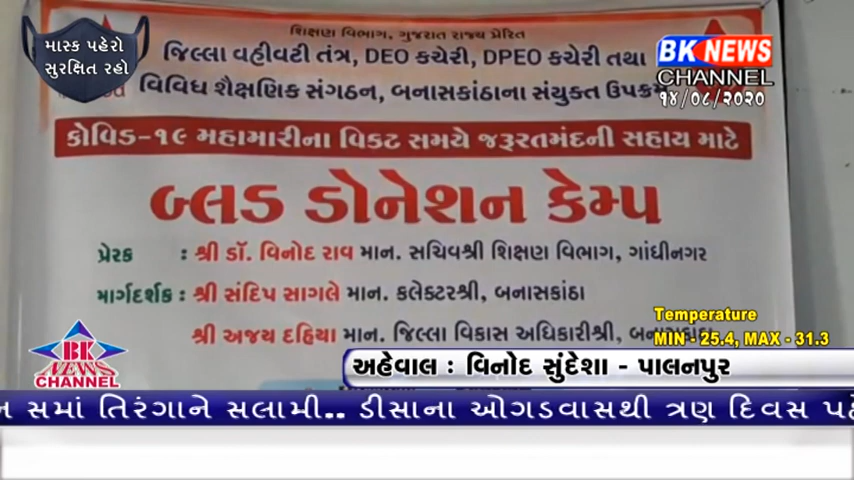 શિક્ષણ વિભાગ, ગુજરાત રાજ્ય પ્રેરિત
જિલ્લા વહીવટી તંત્ર, DEO કચેરી, DPEO કચેરી તથા
વિવિધ શૈક્ષણિક સંગઠન, બનાસકાંઠાના સંયુક્ત ઉપક્રમે
માસ્ક પહેરો
સુરક્ષિત રહો
BK NEWS
CHANNEL
૧૪/૦૮/૨૦૨૦
કોવિડ-૧૯ મહામારીના વિકટ સમયે જરૂરતમંદની સહાય માટે
બ્લડ ડોનેશન કેમ્પ
પ્રેરક : શ્રી ડૉ. વિનોદ રાવ માન. સચિવશ્રી શિક્ષણ વિભાગ, ગાંધીનગર
માર્ગદર્શક : શ્રી સંદિપ સાગલે માન. કલેક્ટરશ્રી, બનાસકાંઠા
શ્રી અજય દહિયા માન. જિલ્લા વિકાસ અધિકારીશ્રી, બનાસકાંઠા
Temperature
MIN - 25.4, MAX - 31.3
BK
NEWS
CHANNEL
અહેવાલ : વિનોદ સુંદેશા - પાલનપુર
ન સમાં તિરંગાને સલામી.. ડીસાના ઓગડવાસથી ત્રણ દિવસ પહે